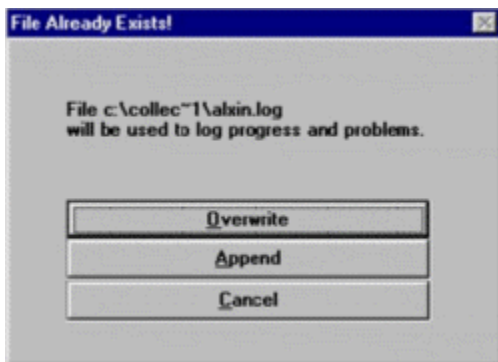 File Already Exists!
File c:\collec~1\alxin.log
will be used to log progress and problems.
Overwrite
Append
Cancel